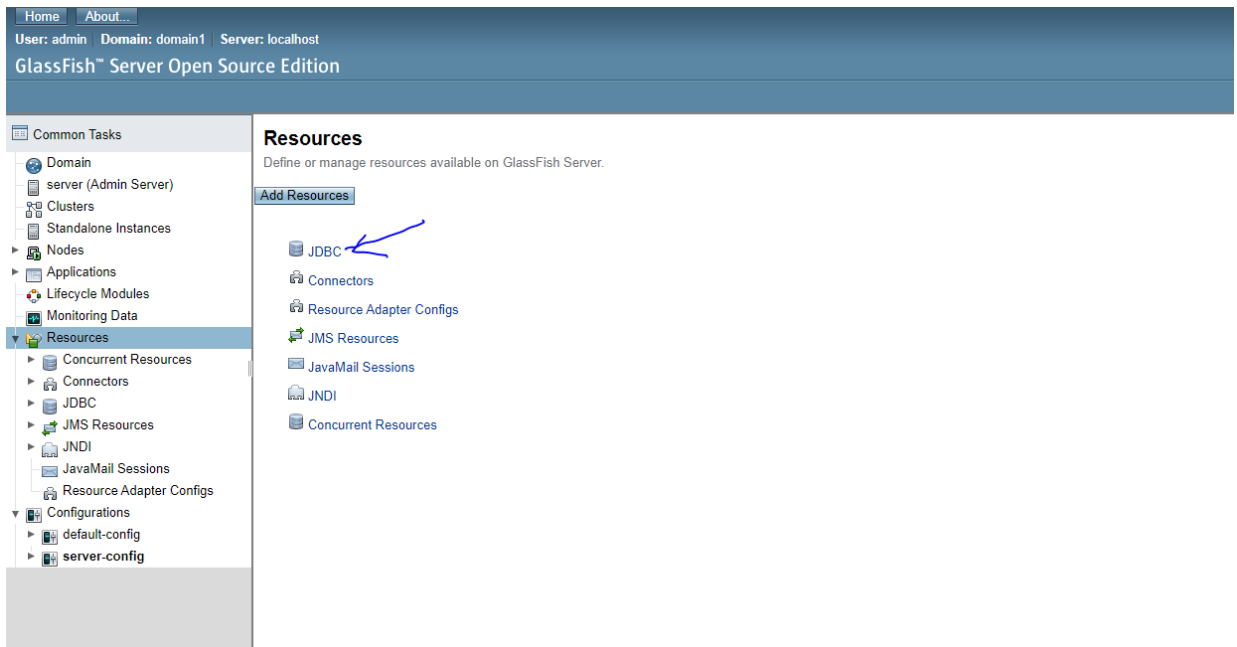 Home About...
User: admin Domain: domain1 Server: localhost
GlassFish™ Server Open Source Edition
Common Tasks
Domain
server (Admin Server)
Clusters
Standalone Instances
Nodes
Applications
Lifecycle Modules
Monitoring Data
Resources
Concurrent Resources
Connectors
JDBC
JMS Resources
JNDI
JavaMail Sessions
Resource Adapter Configs
Configurations
default-config
server-config
Resources
Define or manage resources available on GlassFish Server.
Add Resources
JDBC
Connectors
Resource Adapter Configs
JMS Resources
JavaMail Sessions
JNDI
Concurrent Resources